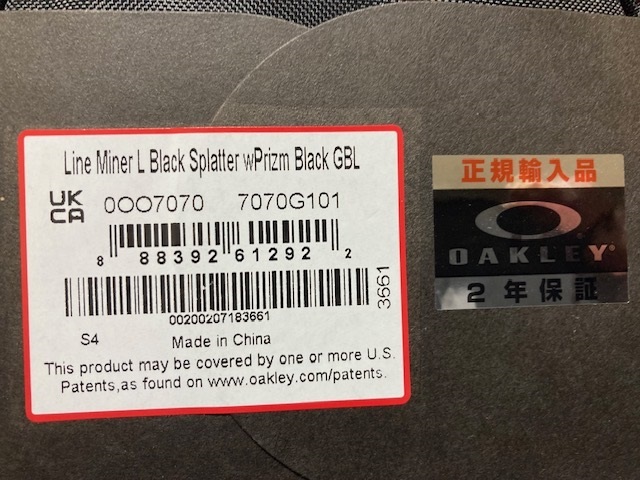 Line Miner L Black Splatter wPrizm Black GBL
UK
CA
0OO7070 7070G101
8 88392 61292 2
00200207183661
3661
S4 Made in China
This product may be covered by one or more U.S.
Patents,as found on www.oakley.com/patents.
正規輸入品
OAKLEY
2年保証